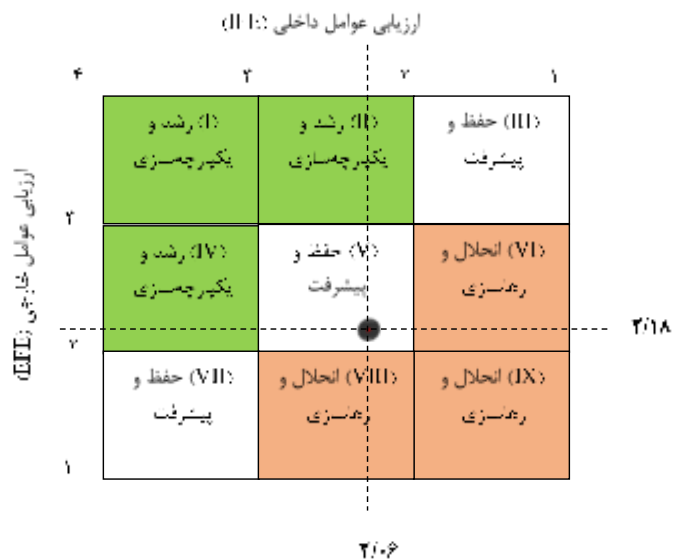 ارزیابی عوامل داخلی (IFE)
۴ ۳ ۲ ۱
(I) رشد و
یکپارچه‌سازی
(II) رشد و
یکپارچه‌سازی
(III) حفظ و
پیشرفت
۳
(IV) رشد و
یکپارچه‌سازی
(V) حفظ و
پیشرفت
(VI) انحلال و
رهاسازی
ارزیابی عوامل خارجی (EFE)
۲/۱۸
۲
(VII) حفظ و
پیشرفت
(VIII) انحلال و
رهاسازی
(IX) انحلال و
رهاسازی
۱
۲/۰۶